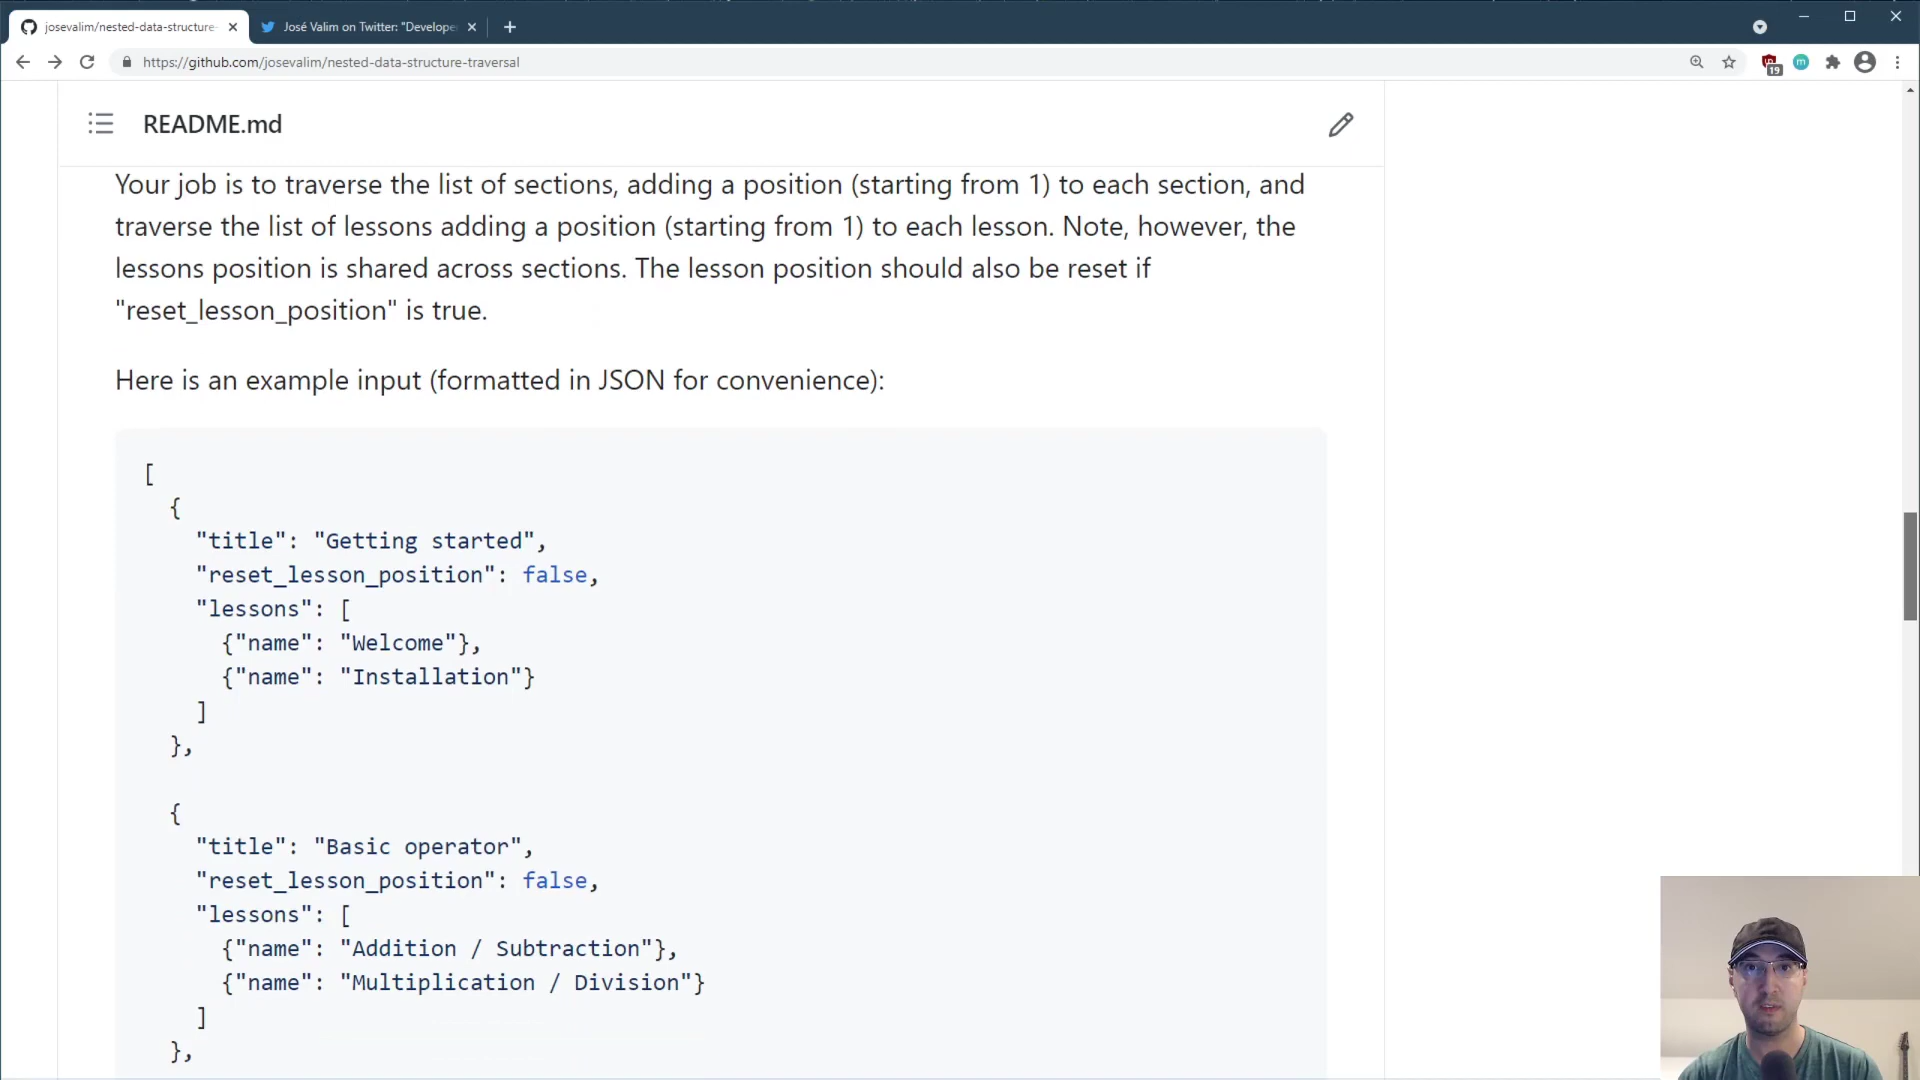 josevalim/nested-data-structure-
José Valim on Twitter: "Develope
https://github.com/josevalim/nested-data-structure-traversal
19
m
README.md
Your job is to traverse the list of sections, adding a position (starting from 1) to each section, and
traverse the list of lessons adding a position (starting from 1) to each lesson. Note, however, the
lessons position is shared across sections. The lesson position should also be reset if
"reset_lesson_position" is true.
Here is an example input (formatted in JSON for convenience):
[
{
"title": "Getting started",
"reset_lesson_position": false,
"lessons": [
{"name": "Welcome"},
{"name": "Installation"}
]
},
{
"title": "Basic operator",
"reset_lesson_position": false,
"lessons": [
{"name": "Addition / Subtraction"},
{"name": "Multiplication / Division"}
]
},